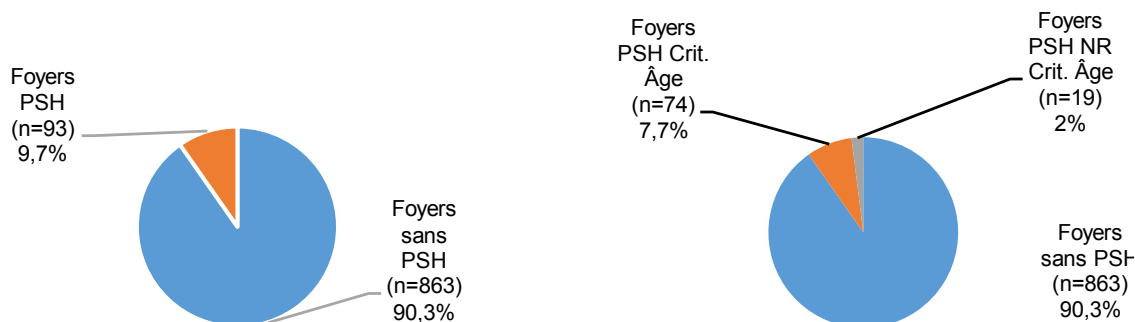 Foyers
PSH
(n=93)
9,7%
Foyers
sans
PSH
(n=863)
90,3%
Foyers
PSH Crit.
Âge
(n=74)
7,7%
Foyers
PSH NR
Crit. Âge
(n=19)
2%
Foyers
sans PSH
(n=863)
90,3%